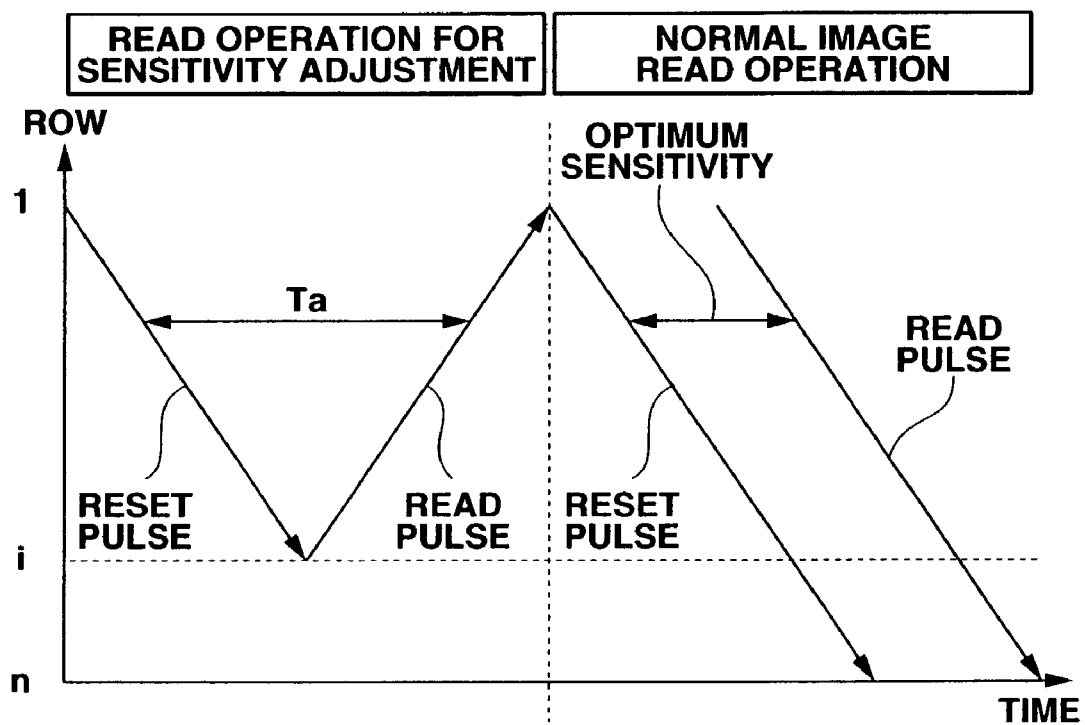 READ OPERATION FOR
SENSITIVITY ADJUSTMENT
NORMAL IMAGE
READ OPERATION
ROW
OPTIMUM
SENSITIVITY
1
Ta
READ
PULSE
RESET
PULSE
READ
PULSE
RESET
PULSE
i
n
TIME